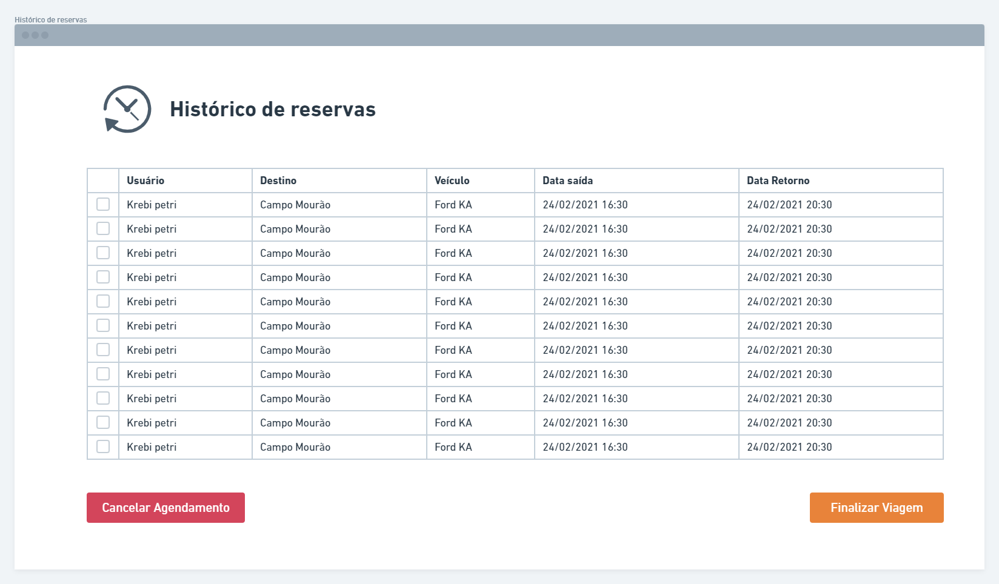 Histórico de reservas
Histórico de reservas
Usuário Destino Veículo Data saída Data Retorno
Krebi petri Campo Mourão Ford KA 24/02/2021 16:30 24/02/2021 20:30
Krebi petri Campo Mourão Ford KA 24/02/2021 16:30 24/02/2021 20:30
Krebi petri Campo Mourão Ford KA 24/02/2021 16:30 24/02/2021 20:30
Krebi petri Campo Mourão Ford KA 24/02/2021 16:30 24/02/2021 20:30
Krebi petri Campo Mourão Ford KA 24/02/2021 16:30 24/02/2021 20:30
Krebi petri Campo Mourão Ford KA 24/02/2021 16:30 24/02/2021 20:30
Krebi petri Campo Mourão Ford KA 24/02/2021 16:30 24/02/2021 20:30
Krebi petri Campo Mourão Ford KA 24/02/2021 16:30 24/02/2021 20:30
Krebi petri Campo Mourão Ford KA 24/02/2021 16:30 24/02/2021 20:30
Krebi petri Campo Mourão Ford KA 24/02/2021 16:30 24/02/2021 20:30
Krebi petri Campo Mourão Ford KA 24/02/2021 16:30 24/02/2021 20:30
Cancelar Agendamento Finalizar Viagem